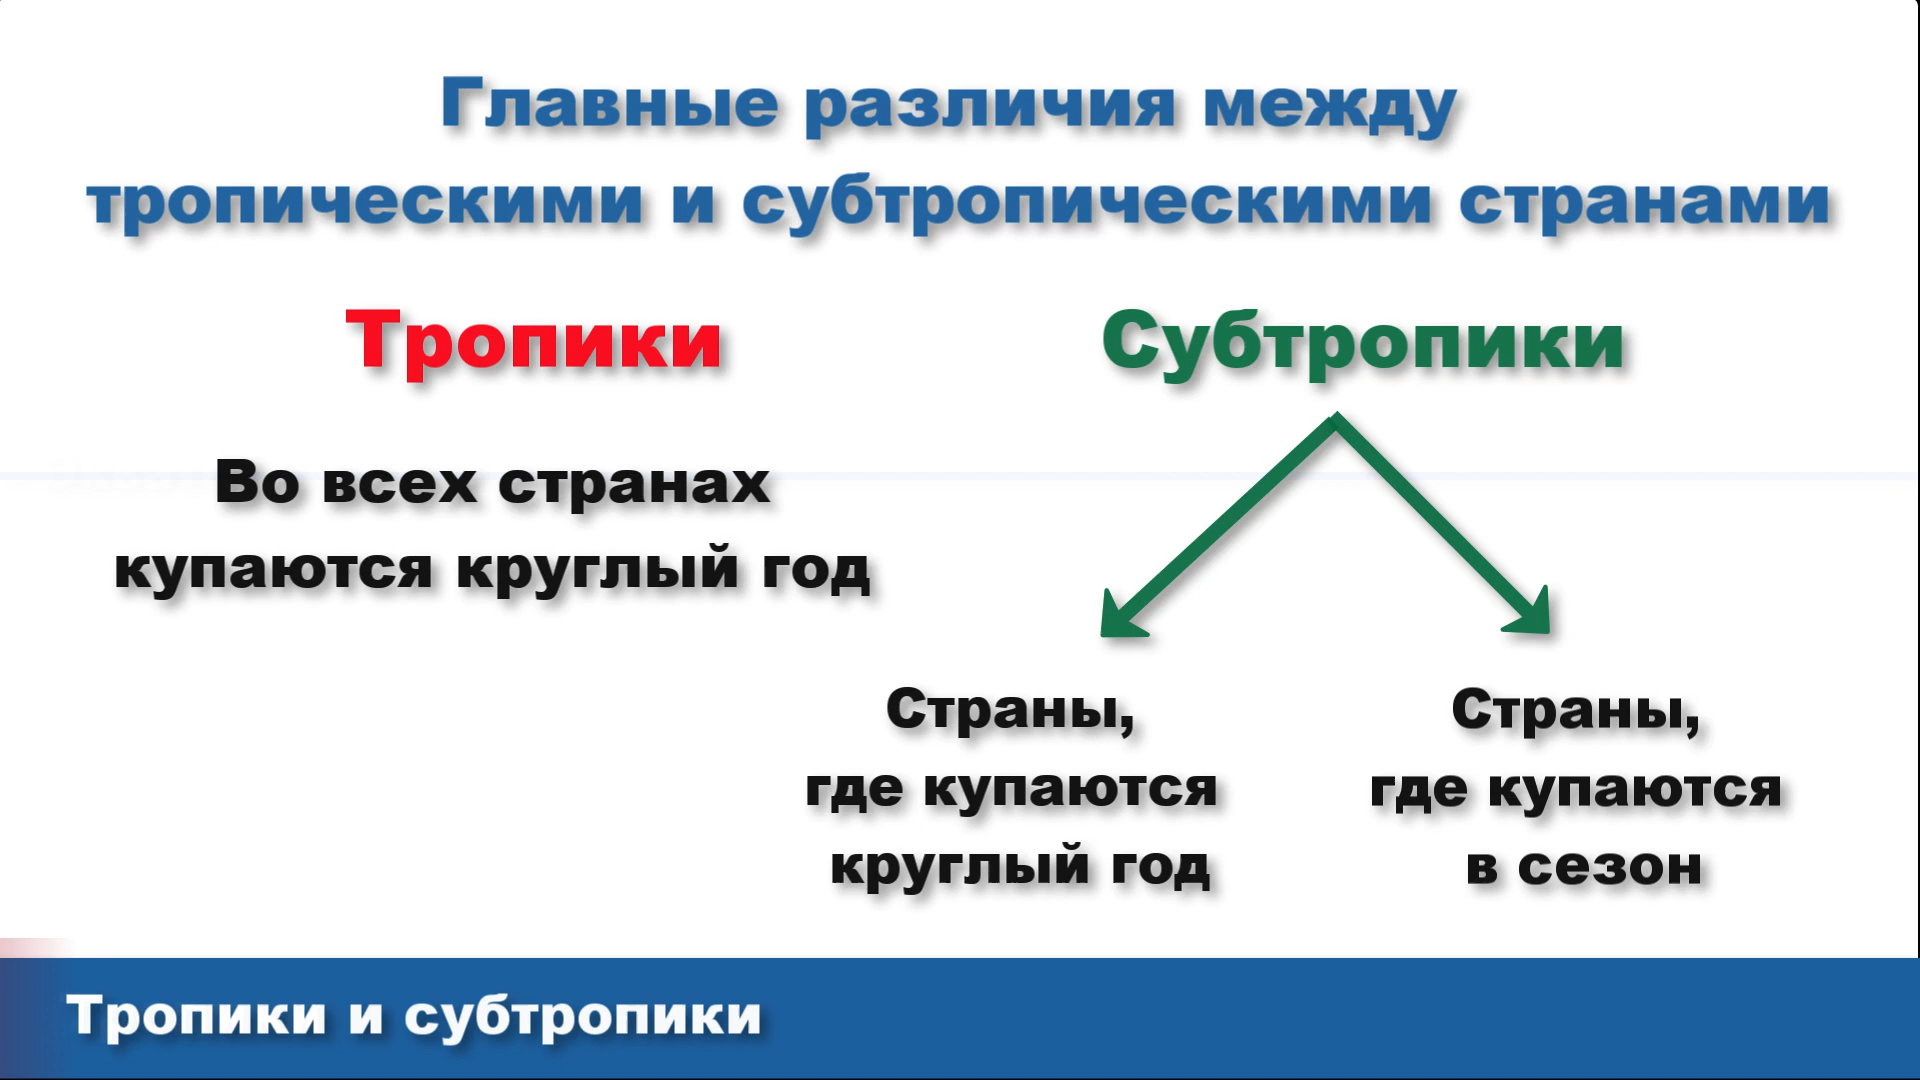 Главные различия между
тропическими и субтропическими странами
Тропики
Во всех странах
купаются круглый год
Субтропики
Страны,
где купаются
круглый год
Страны,
где купаются
в сезон
Тропики и субтропики